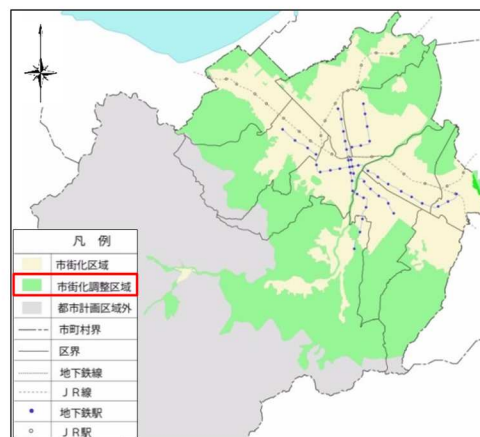 凡 例
市街化区域
市街化調整区域
都市計画区域外
市町村界
区界
地下鉄線
JR線
地下鉄駅
JR駅